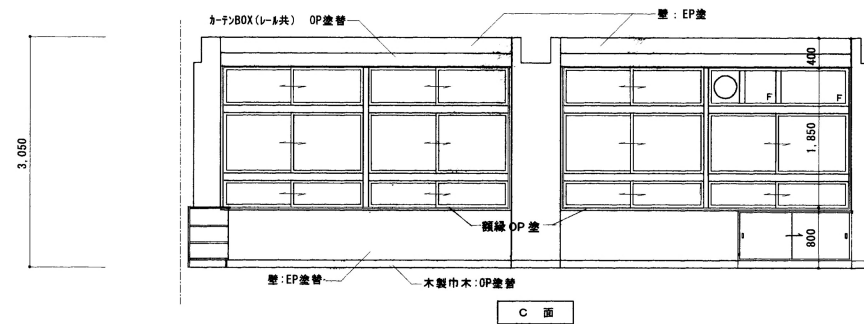 カーテンBOX(レール共) OP塗替
壁：EP塗
400
3,050
F
F
1,850
額縁OP塗
800
壁：EP塗替
木製巾木：OP塗替
C 面